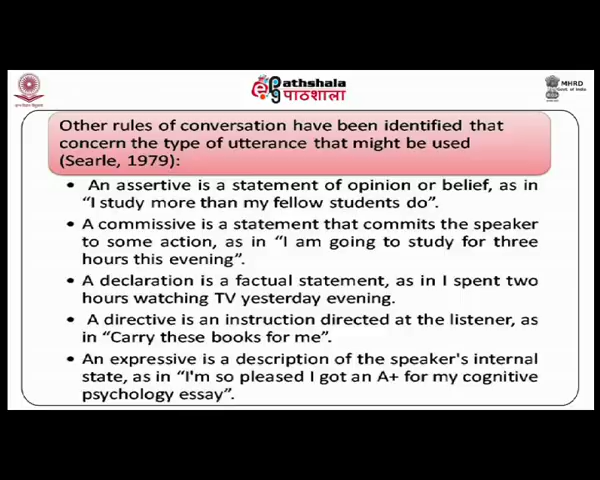 ePathshala
पाठशाला
MHRD
Govt. of India
Other rules of conversation have been identified that
concern the type of utterance that might be used
(Searle, 1979):
• An assertive is a statement of opinion or belief, as in
“I study more than my fellow students do”.
• A commissive is a statement that commits the speaker
to some action, as in “I am going to study for three
hours this evening”.
• A declaration is a factual statement, as in I spent two
hours watching TV yesterday evening.
• A directive is an instruction directed at the listener, as
in “Carry these books for me”.
• An expressive is a description of the speaker's internal
state, as in “I'm so pleased I got an A+ for my cognitive
psychology essay”.